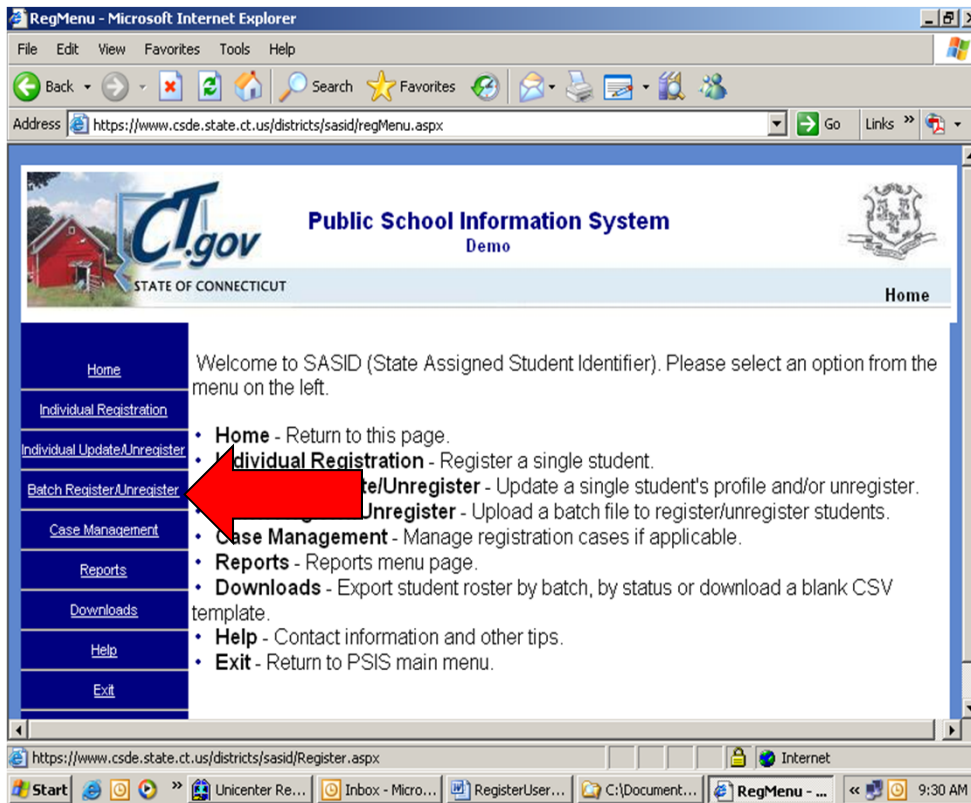 RegMenu - Microsoft Internet Explorer
File Edit View Favorites Tools Help
Back Search Favorites
Address https://www.csde.state.ct.us/districts/sasid/regMenu.aspx Go Links »
CT.gov
STATE OF CONNECTICUT
Public School Information System
Demo
Home
Home
Individual Registration
Individual Update/Unregister
Batch Register/Unregister
Case Management
Reports
Downloads
Help
Exit
Welcome to SASID (State Assigned Student Identifier). Please select an option from the
menu on the left.
• Home - Return to this page.
• Individual Registration - Register a single student.
te/Unregister - Update a single student's profile and/or unregister.
Unregister - Upload a batch file to register/unregister students.
• Case Management - Manage registration cases if applicable.
• Reports - Reports menu page.
• Downloads - Export student roster by batch, by status or download a blank CSV
template.
• Help - Contact information and other tips.
• Exit - Return to PSIS main menu.
https://www.csde.state.ct.us/districts/sasid/Register.aspx Internet
Start » Unicenter Re... Inbox - Micro... RegisterUser... C:\Document... RegMenu - ... « 9:30 AM